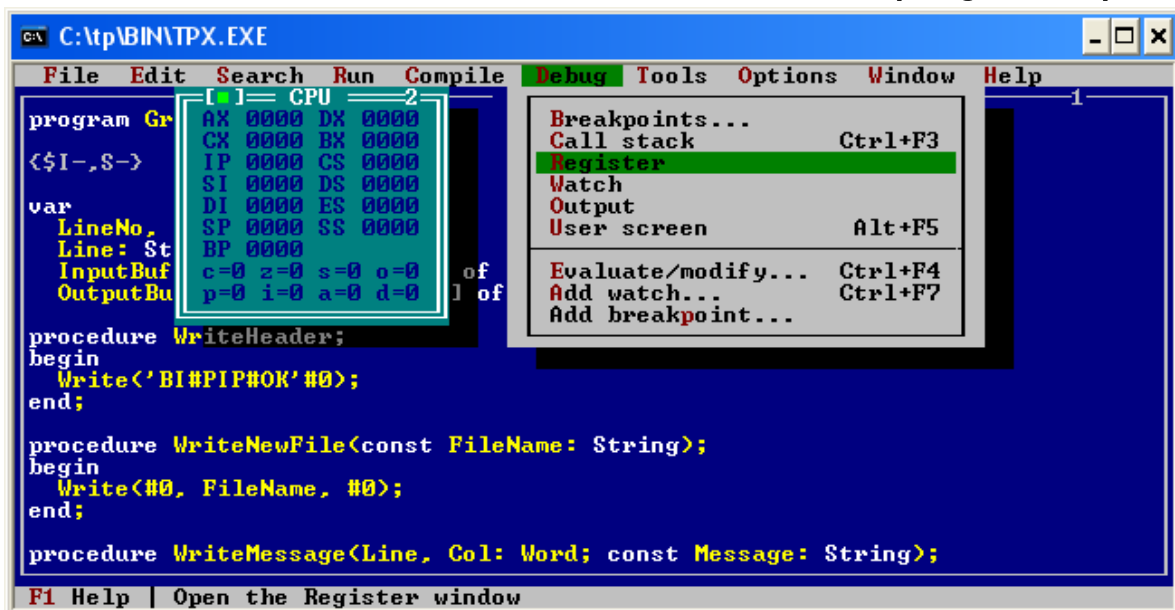 C:\tp\BIN\TPX.EXE
File Edit Search Run Compile Debug Tools Options Window Help
[■] CPU 2
1
program Gr
AX 0000 DX 0000
CX 0000 BX 0000
{$I-,S-}
IP 0000 CS 0000
SI 0000 DS 0000
var
DI 0000 ES 0000
LineNo,
SP 0000 SS 0000
Line: St
BP 0000
InputBuf
c=0 z=0 s=0 o=0
of
OutputBu
p=0 i=0 a=0 d=0
] of
Breakpoints...
Call stack Ctrl+F3
Register
Watch
Output
User screen Alt+F5
Evaluate/modify... Ctrl+F4
Add watch... Ctrl+F7
Add breakpoint...
procedure WriteHeader;
begin
Write('BI#PIP#OK'#0);
end;
procedure WriteNewFile(const FileName: String);
begin
Write(#0, FileName, #0);
end;
procedure WriteMessage(Line, Col: Word; const Message: String);
F1 Help | Open the Register window